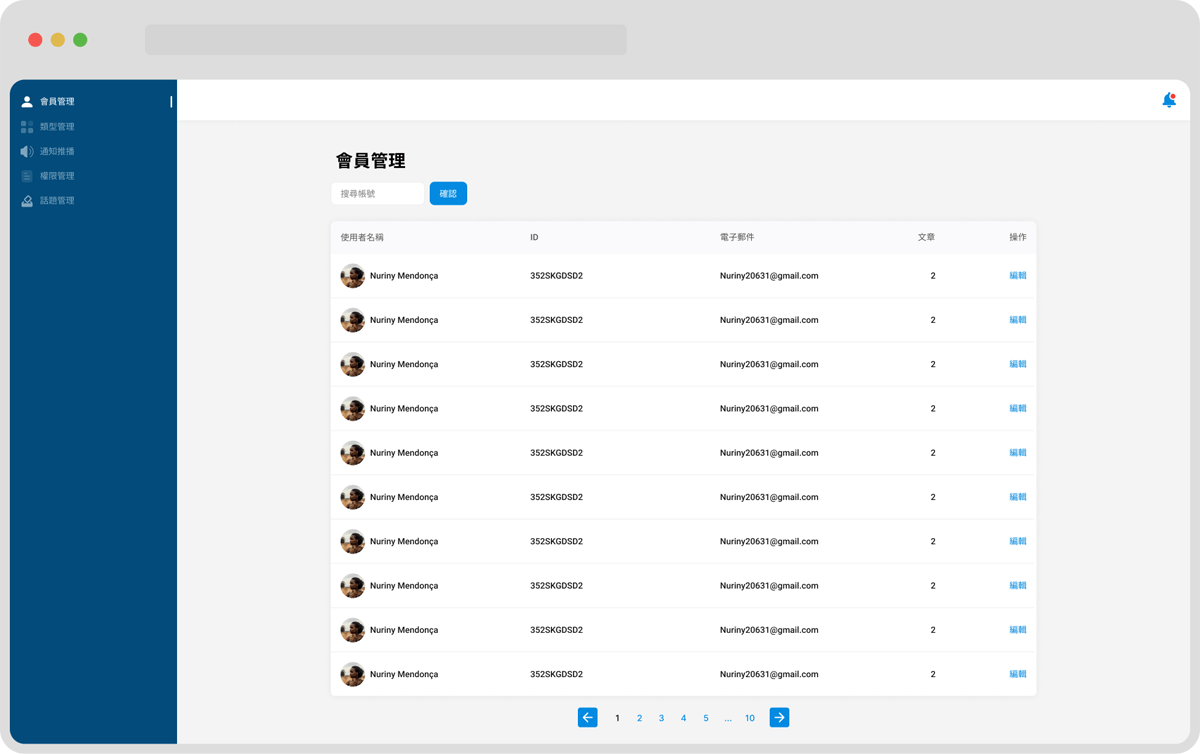 會員管理
類型管理
通知推播
權限管理
話題管理
會員管理
搜尋帳號 確認
使用者名稱 ID 電子郵件 文章 操作
Nuriny Mendonça 352SKGDSD2 Nuriny20631@gmail.com 2 編輯
Nuriny Mendonça 352SKGDSD2 Nuriny20631@gmail.com 2 編輯
Nuriny Mendonça 352SKGDSD2 Nuriny20631@gmail.com 2 編輯
Nuriny Mendonça 352SKGDSD2 Nuriny20631@gmail.com 2 編輯
Nuriny Mendonça 352SKGDSD2 Nuriny20631@gmail.com 2 編輯
Nuriny Mendonça 352SKGDSD2 Nuriny20631@gmail.com 2 編輯
Nuriny Mendonça 352SKGDSD2 Nuriny20631@gmail.com 2 編輯
Nuriny Mendonça 352SKGDSD2 Nuriny20631@gmail.com 2 編輯
Nuriny Mendonça 352SKGDSD2 Nuriny20631@gmail.com 2 編輯
Nuriny Mendonça 352SKGDSD2 Nuriny20631@gmail.com 2 編輯
1 2 3 4 5 ... 10